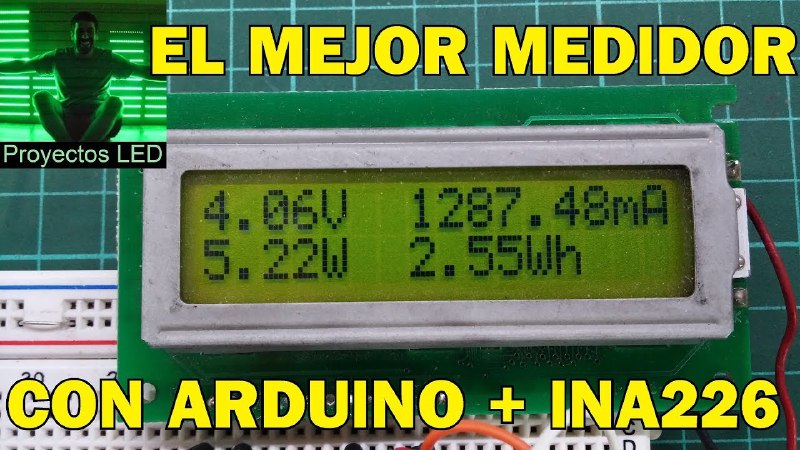 EL MEJOR MEDIDOR
Proyectos LED
4.06V 1287.48mA
5.22W 2.55Wh
CON ARDUINO + INA226